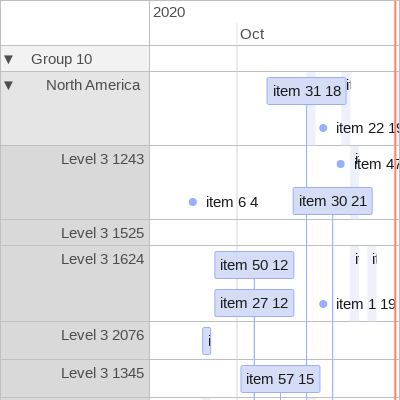 2020
Oct
▼ Group 10
▼ North America
item 31 18
item 22 19
Level 3 1243
item 47
item 6 4
item 30 21
Level 3 1525
Level 3 1624
item 50 12
item 27 12
item 1 19
Level 3 2076
Level 3 1345
item 57 15